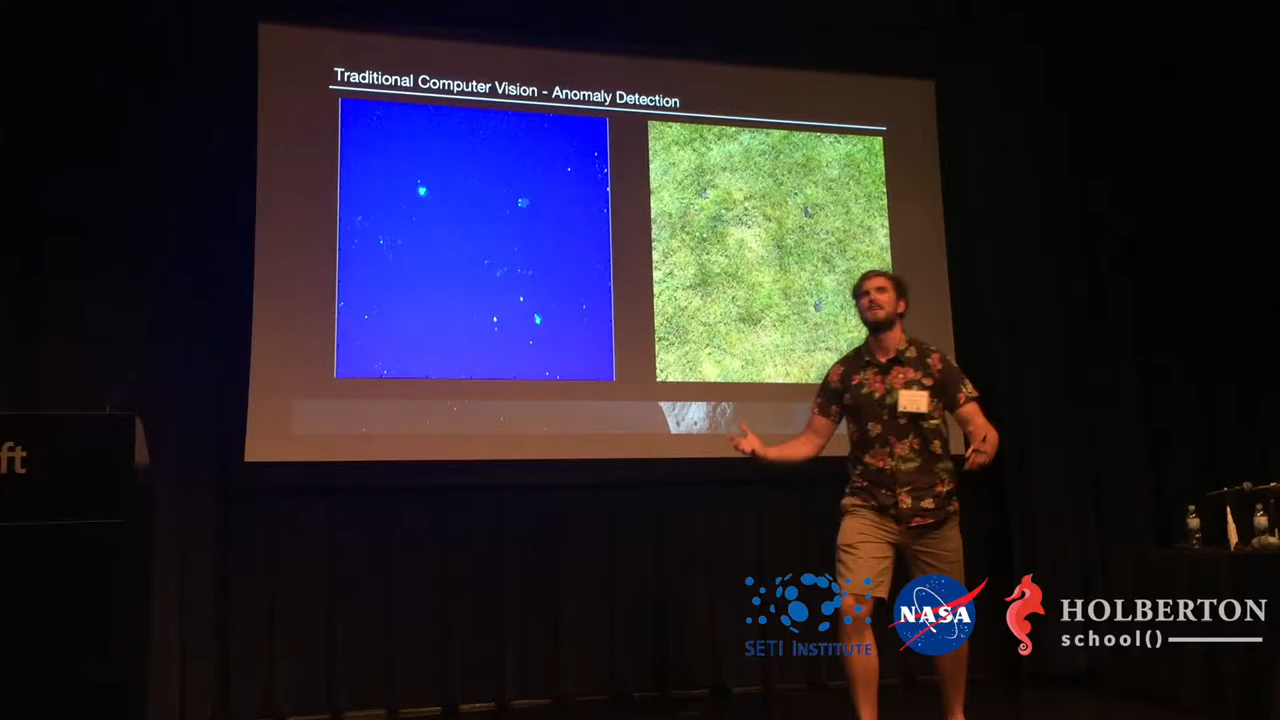 Traditional Computer Vision - Anomaly Detection
ft
SETI INSTITUTE
NASA
HOLBERTON
school()